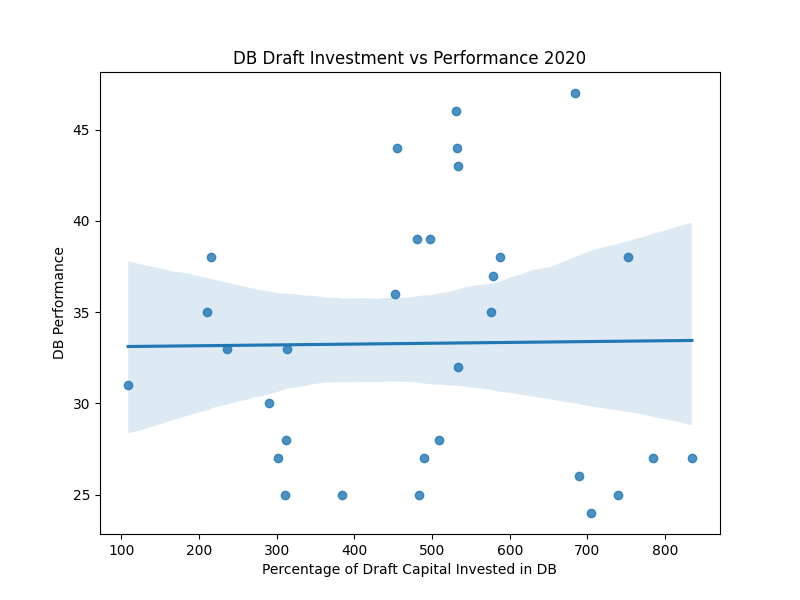 DB Draft Investment vs Performance 2020
45
40
35
30
25
DB Performance
100 200 300 400 500 600 700 800
Percentage of Draft Capital Invested in DB